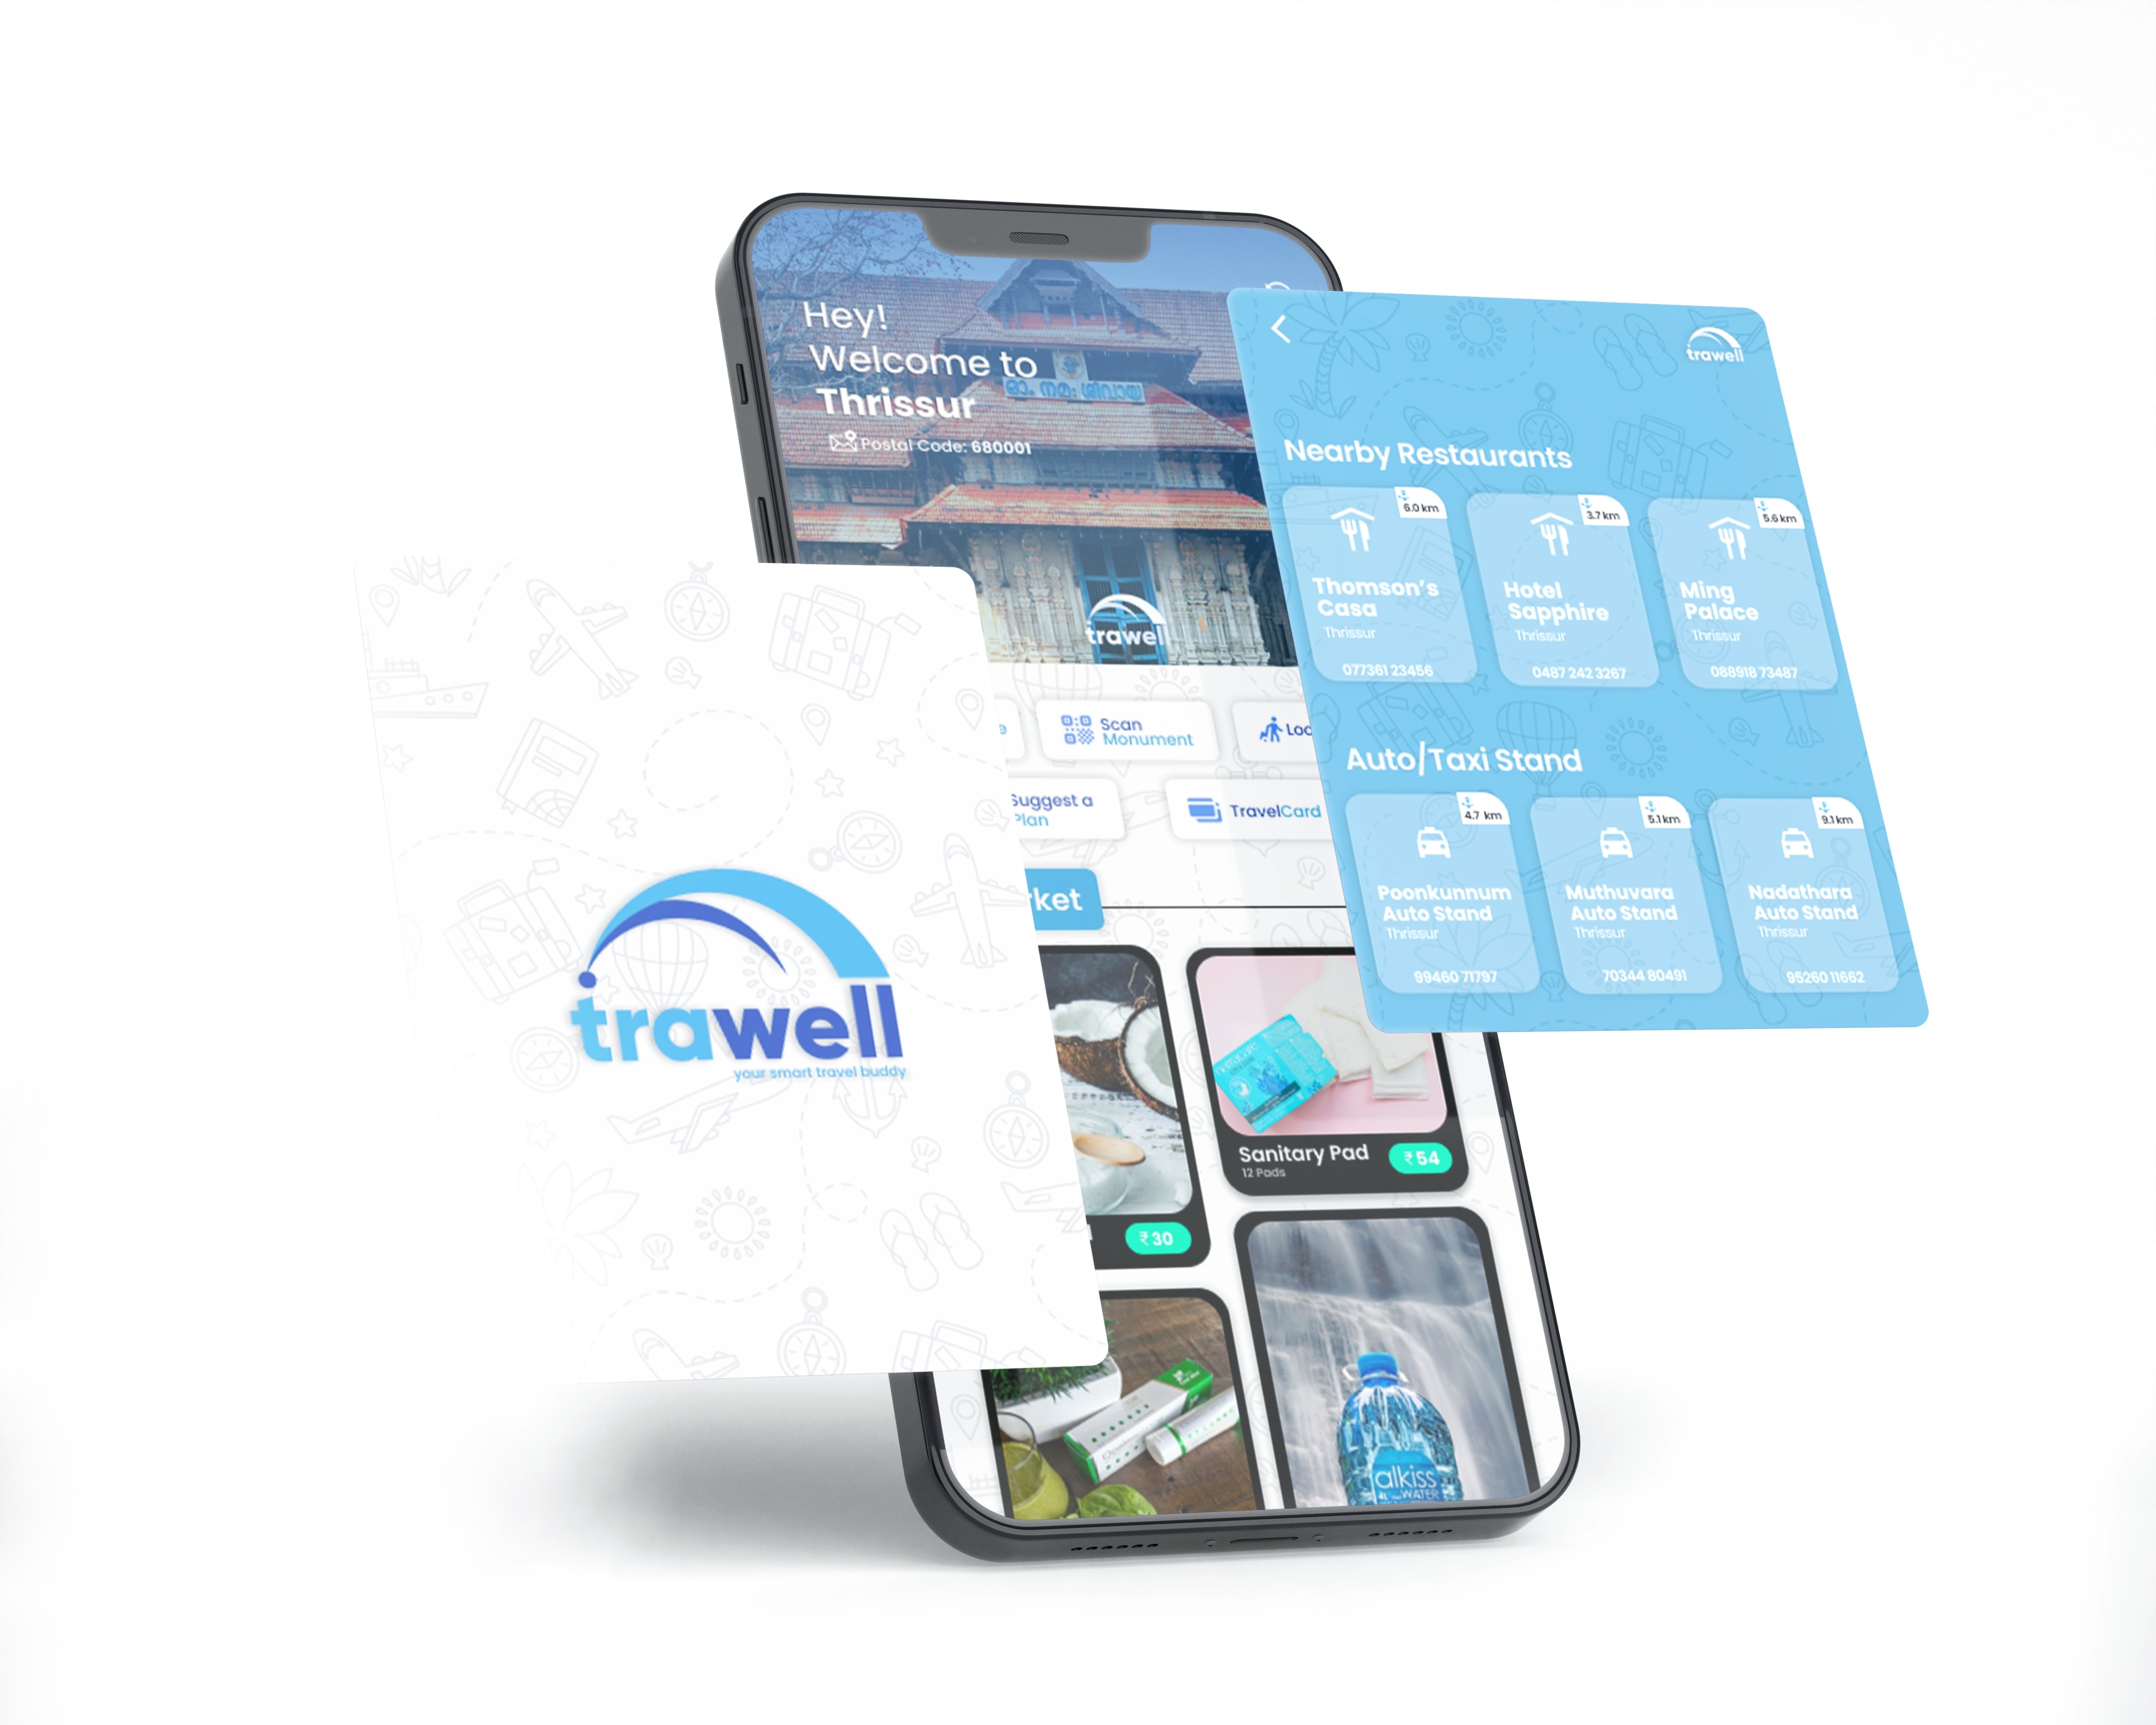 Hey!
Welcome to
Thrissur
ഓം നമഃ ശിവായ
Postal Code: 680001
trawell
Scan
Monument
Suggest a
Plan
TravelCard
₹30
Sanitary Pad
12 Pads
₹54
alkiss
WATER
trawell
your smart travel buddy
trawell
Nearby Restaurants
6.0 km
Thomson's
Casa
Thrissur
077361 23456
3.7 km
Hotel
Sapphire
Thrissur
0487 242 3267
5.6 km
Ming
Palace
Thrissur
088918 73487
Auto/Taxi Stand
4.7 km
Poonkunnum
Auto Stand
Thrissur
99460 71797
5.1 km
Muthuvara
Auto Stand
Thrissur
70344 80491
9.1 km
Nadathara
Auto Stand
Thrissur
95260 11662